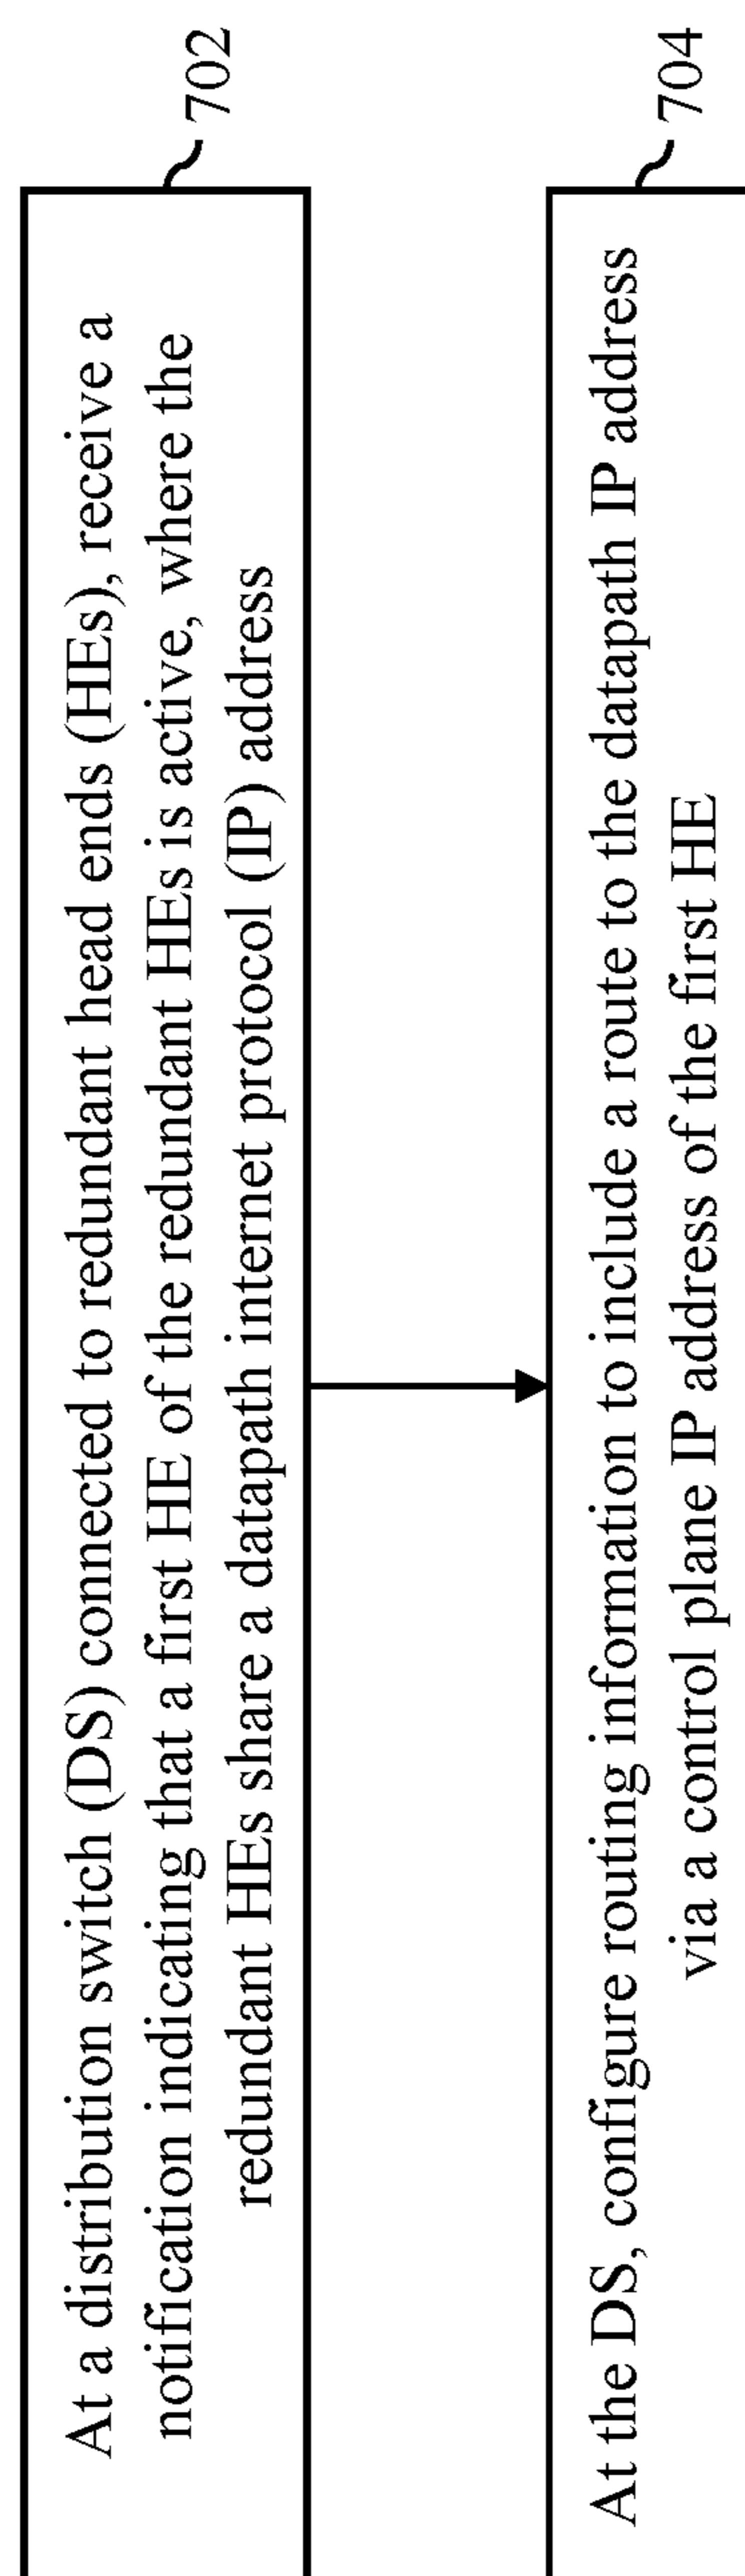 At a distribution switch (DS) connected to redundant head ends (HEs), receive a
notification indicating that a first HE of the redundant HEs is active, where the
redundant HEs share a datapath internet protocol (IP) address
702
At the DS, configure routing information to include a route to the datapath IP address
via a control plane IP address of the first HE
704